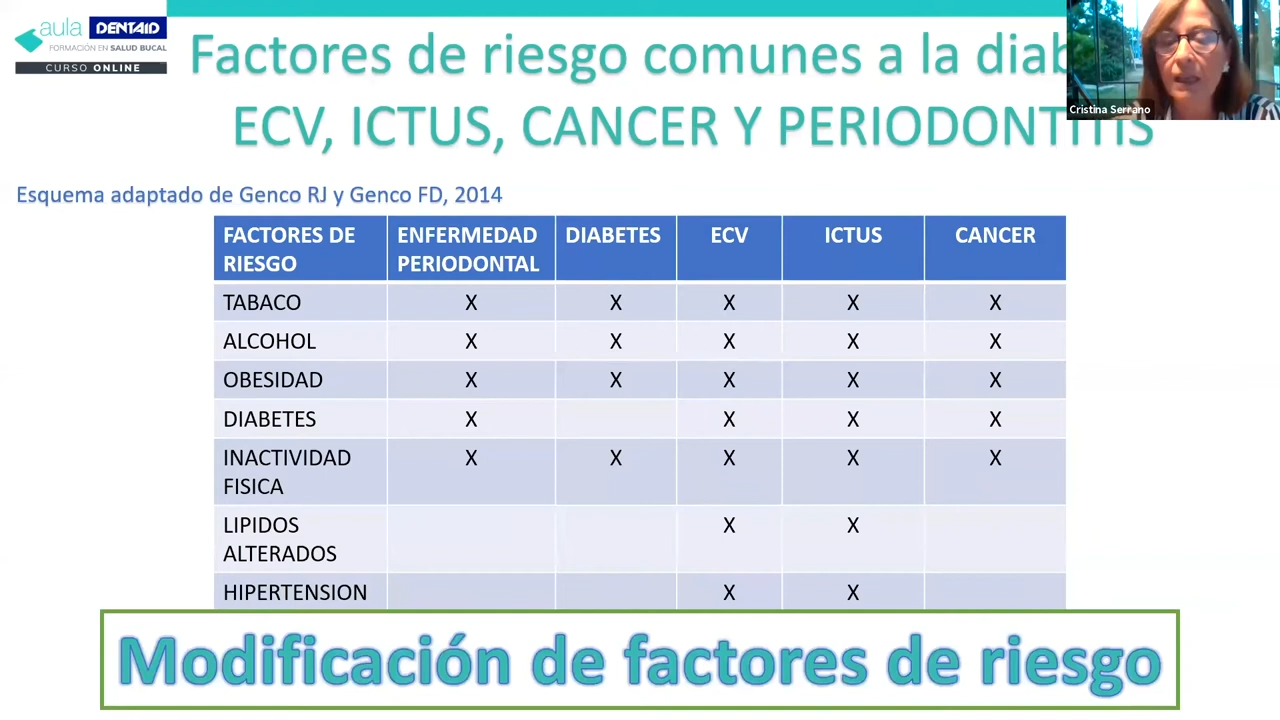 aula DENTAID
FORMACIÓN EN SALUD BUCAL
CURSO ONLINE
Factores de riesgo comunes a la
ECV, ICTUS, CANCER Y PERIODONTITIS
Cristina Serrano
Esquema adaptado de Genco RJ y Genco FD, 2014
FACTORES DE RIESGO ENFERMEDAD PERIODONTAL DIABETES ECV ICTUS CANCER
TABACO X X X X X
ALCOHOL X X X X X
OBESIDAD X X X X X
DIABETES X X X X
INACTIVIDAD FISICA X X X X X
LIPIDOS ALTERADOS X X
HIPERTENSION X X
Modificación de factores de riesgo